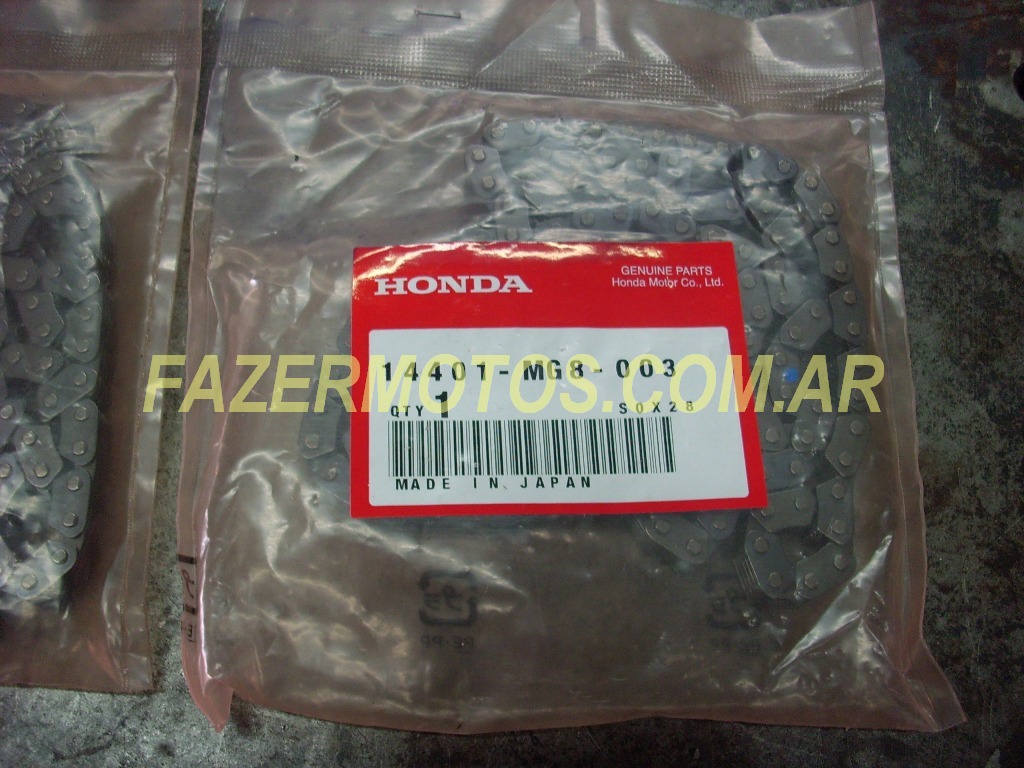 HONDA
GENUINE PARTS
Honda Motor Co., Ltd.
14401-MG8-003
FAZERMOTOS.COM.AR
QTY 1 S0X28
MADE IN JAPAN